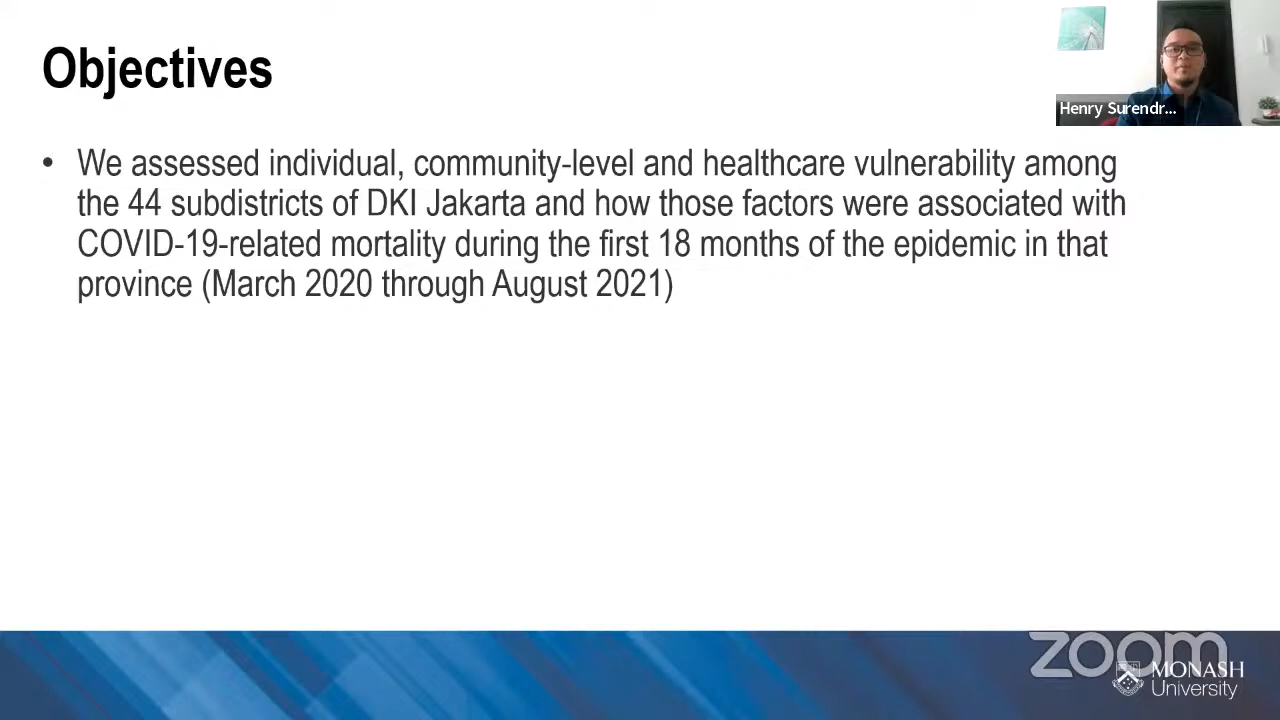 Objectives
Henry Surendr...
• We assessed individual, community-level and healthcare vulnerability among
the 44 subdistricts of DKI Jakarta and how those factors were associated with
COVID-19-related mortality during the first 18 months of the epidemic in that
province (March 2020 through August 2021)
zoom
MONASH
University